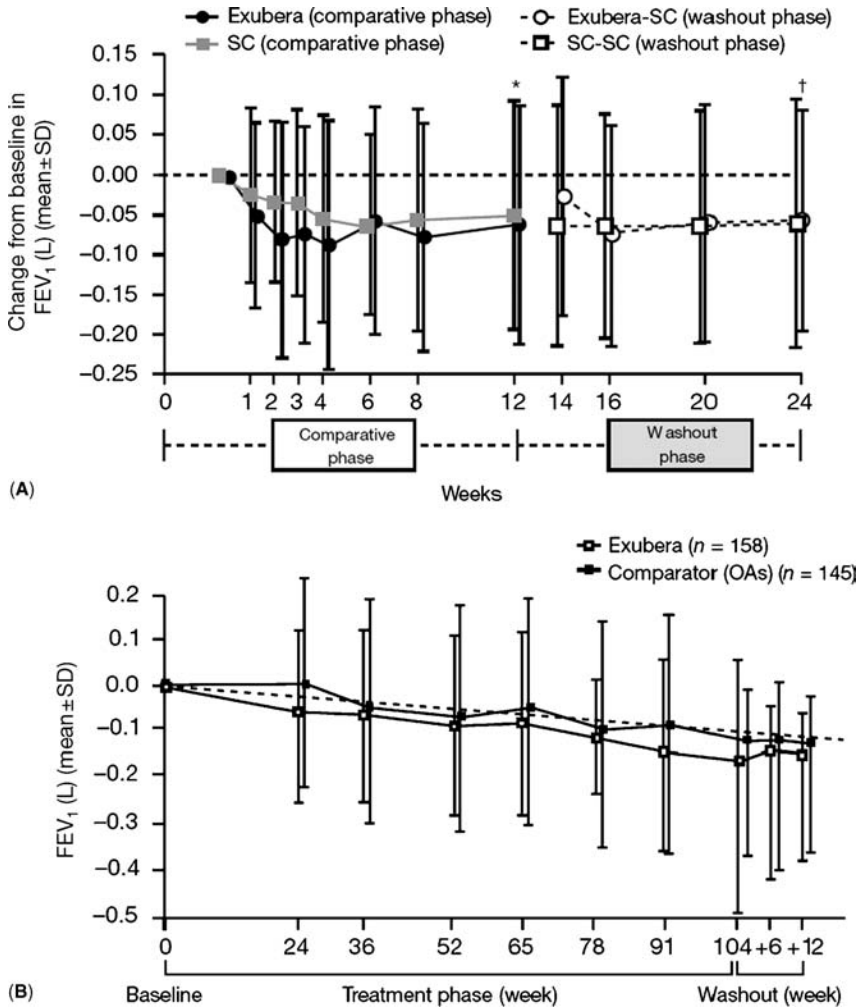 Exubera (comparative phase)
Exubera-SC (washout phase)
SC (comparative phase)
SC-SC (washout phase)
Change from baseline in
FEV₁ (L) (mean±SD)
0.15
0.10
0.05
0.00
−0.05
−0.10
−0.15
−0.20
−0.25
*
†
0 1 2 3 4 6 8 12 14 16 20 24
Comparative
phase
Washout
phase
(A)
Weeks
Exubera (n = 158)
Comparator (OAs) (n = 145)
FEV₁ (L) (mean±SD)
0.2
0.1
0.0
−0.1
−0.2
−0.3
−0.4
−0.5
0 24 36 52 65 78 91 104 +6 +12
(B)
Baseline Treatment phase (week) Washout (week)